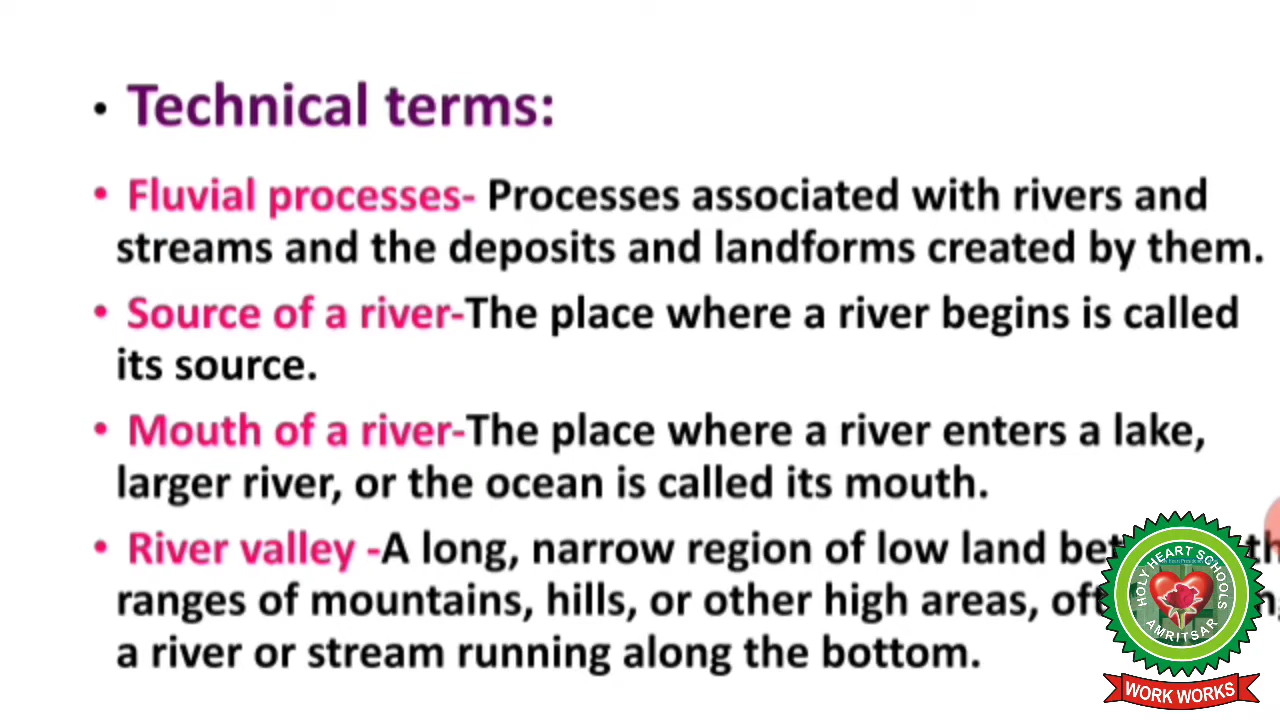 • Technical terms:
• Fluvial processes- Processes associated with rivers and
streams and the deposits and landforms created by them.
• Source of a river-The place where a river begins is called
its source.
• Mouth of a river-The place where a river enters a lake,
larger river, or the ocean is called its mouth.
• River valley -A long, narrow region of low land
ranges of mountains, hills, or other high areas,
a river or stream running along the bottom.
HOLY HEART SCHOOLS
AMRITSAR
WORK WORKS